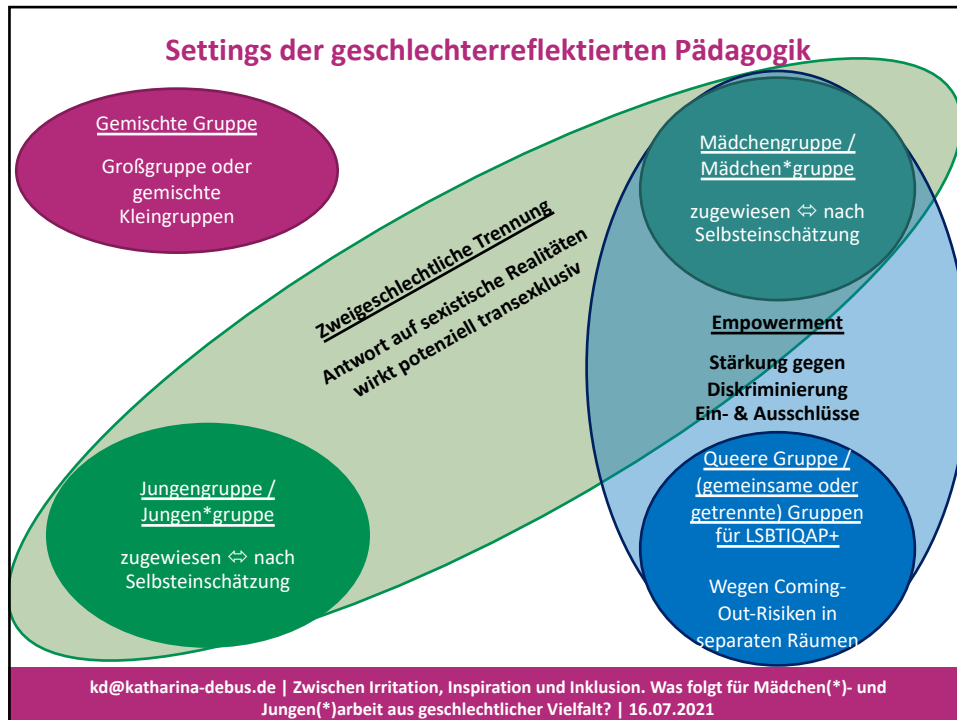 Settings der geschlechterreflektierten Pädagogik
Gemischte Gruppe
Großgruppe oder
gemischte
Kleingruppen
Zweigeschlechtliche Trennung
Antwort auf sexistische Realitäten
wirkt potenziell transexklusiv
Mädchengruppe /
Mädchen*gruppe
zugewiesen ⬄ nach
Selbsteinschätzung
Empowerment
Stärkung gegen
Diskriminierung
Ein- & Ausschlüsse
Jungengruppe /
Jungen*gruppe
zugewiesen ⬄ nach
Selbsteinschätzung
Queere Gruppe /
(gemeinsame oder
getrennte) Gruppen
für LSBTIQAP+
Wegen Coming-
Out-Risiken in
separaten Räumen
kd@katharina-debus.de | Zwischen Irritation, Inspiration und Inklusion. Was folgt für Mädchen(*)- und
Jungen(*)arbeit aus geschlechtlicher Vielfalt? | 16.07.2021